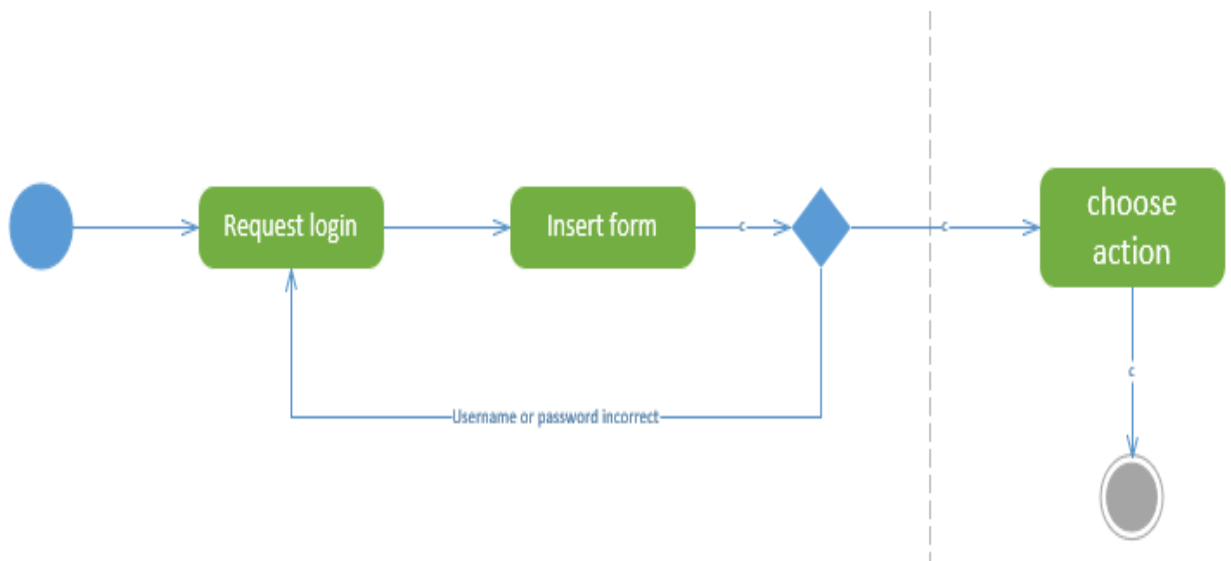 Request login
Insert form
c
c
choose
action
c
Username or password incorrect